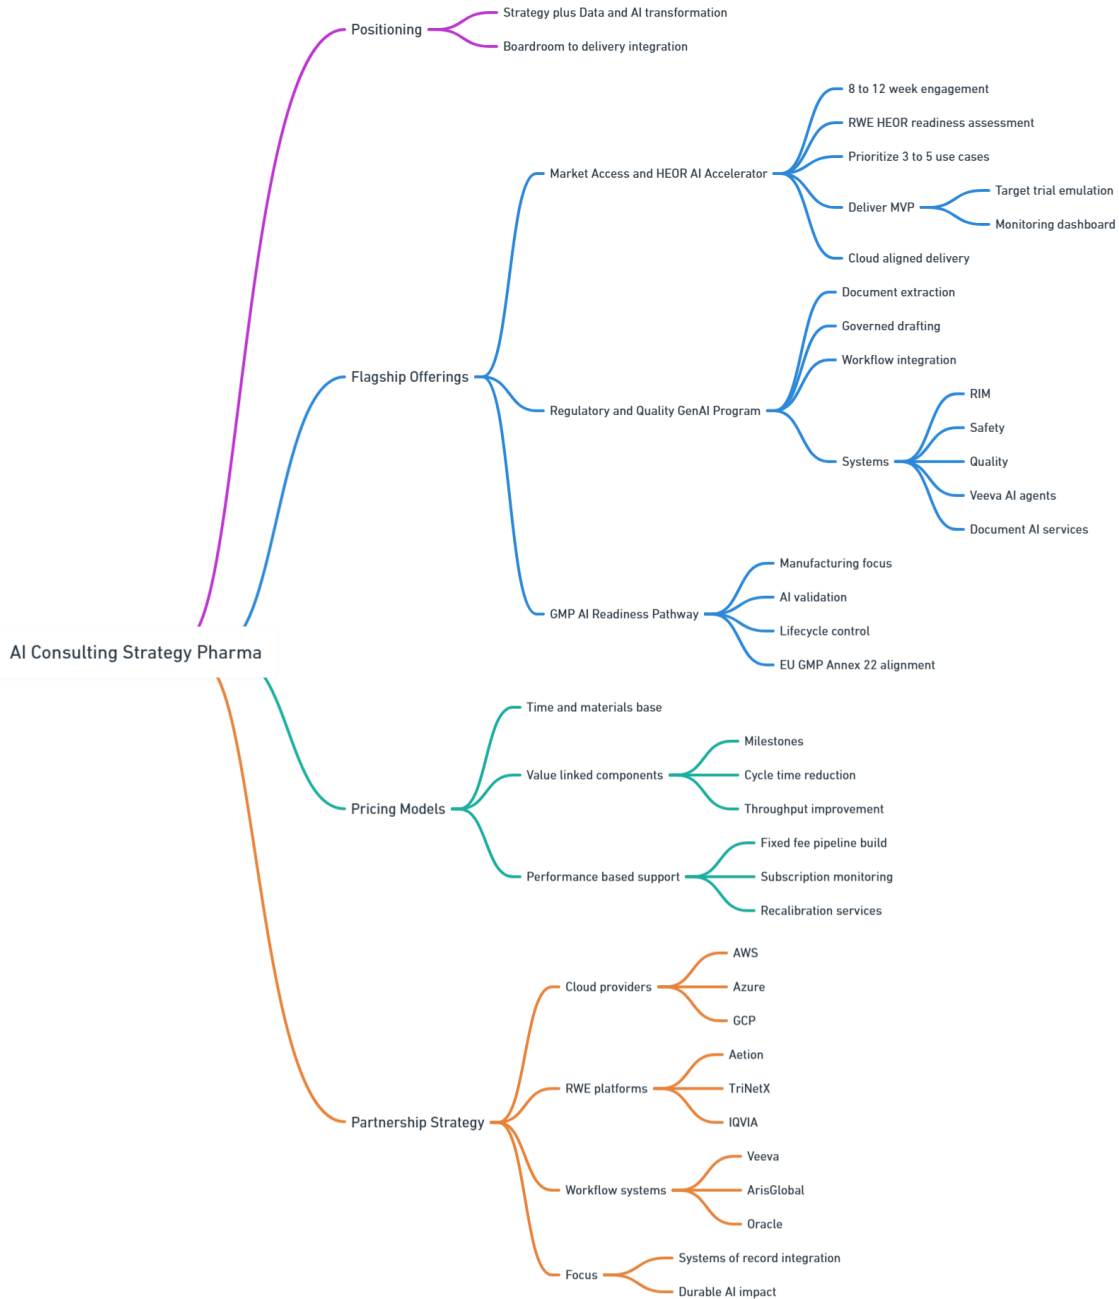 AI Consulting Strategy Pharma
Positioning
Strategy plus Data and AI transformation
Boardroom to delivery integration
Flagship Offerings
Market Access and HEOR AI Accelerator
8 to 12 week engagement
RWE HEOR readiness assessment
Prioritize 3 to 5 use cases
Deliver MVP
Target trial emulation
Monitoring dashboard
Cloud aligned delivery
Regulatory and Quality GenAI Program
Document extraction
Governed drafting
Workflow integration
Systems
RIM
Safety
Quality
Veeva AI agents
Document AI services
GMP AI Readiness Pathway
Manufacturing focus
AI validation
Lifecycle control
EU GMP Annex 22 alignment
Pricing Models
Time and materials base
Value linked components
Milestones
Cycle time reduction
Throughput improvement
Performance based support
Fixed fee pipeline build
Subscription monitoring
Recalibration services
Partnership Strategy
Cloud providers
AWS
Azure
GCP
RWE platforms
Aetion
TriNetX
IQVIA
Workflow systems
Veeva
ArisGlobal
Oracle
Focus
Systems of record integration
Durable AI impact